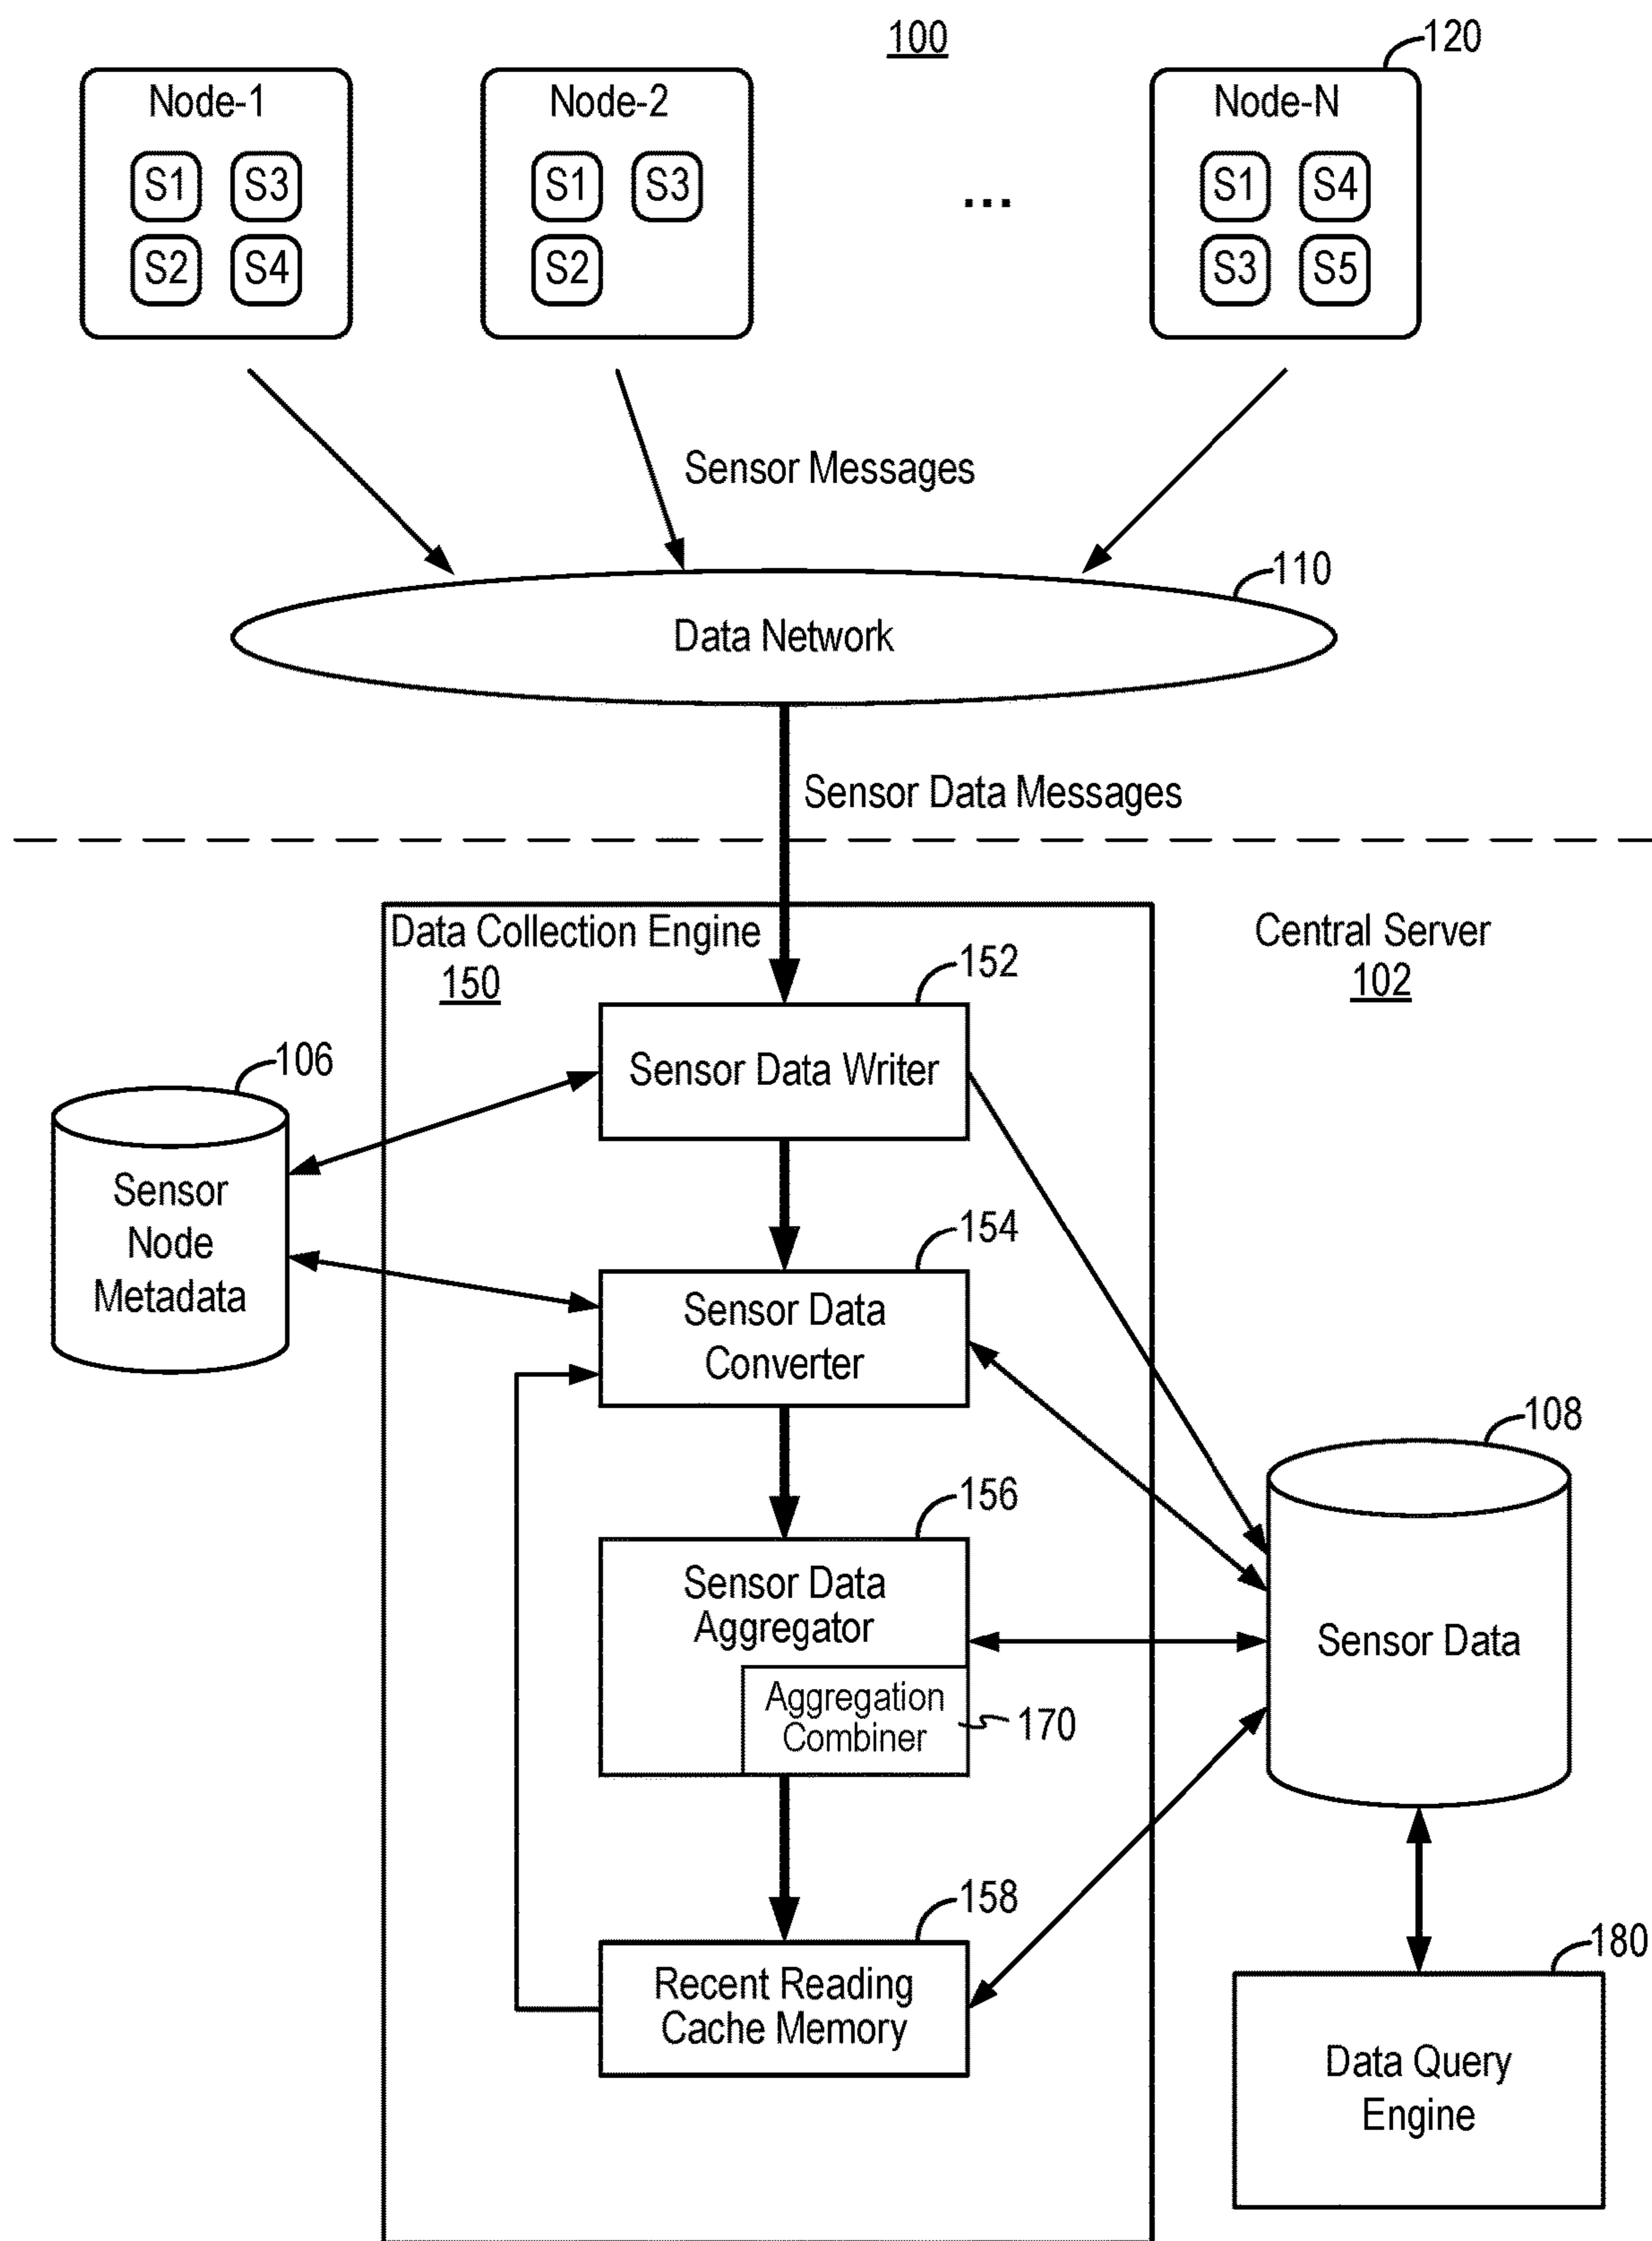 100
120
Node-1
Node-2
Node-N
S1 S3
S1 S3
...
S1 S4
S2 S4
S2
S3 S5
Sensor Messages
110
Data Network
Sensor Data Messages
Data Collection Engine
150
Central Server
102
152
Sensor Data Writer
106
Sensor
Node
Metadada
154
Sensor Data
Converter
108
156
Sensor Data
Aggregator
Sensor Data
Aggregation
Combiner
170
158
Recent Reading
Cache Memory
180
Data Query
Engine